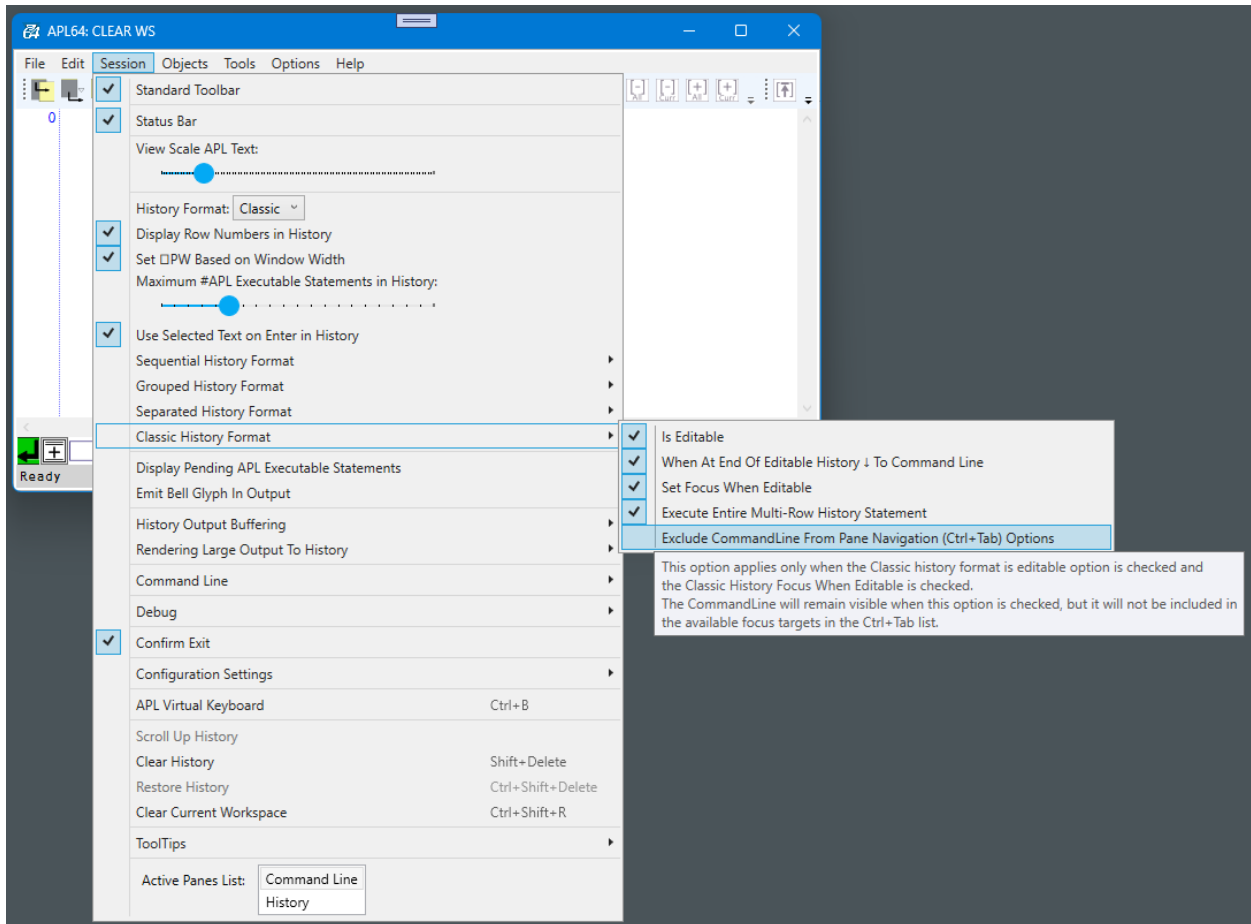 APL64: CLEAR WS
File Edit Session Objects Tools Options Help
[-] All [-] Curr [+] All [+] Curr
0
Standard Toolbar
Status Bar
View Scale APL Text:
History Format: Classic
Display Row Numbers in History
Set ⎕PW Based on Window Width
Maximum #APL Executable Statements in History:
Use Selected Text on Enter in History
Sequential History Format
Grouped History Format
Separated History Format
Classic History Format
Display Pending APL Executable Statements
Emit Bell Glyph In Output
History Output Buffering
Rendering Large Output To History
Command Line
Debug
Confirm Exit
Configuration Settings
APL Virtual Keyboard Ctrl+B
Scroll Up History
Clear History Shift+Delete
Restore History Ctrl+Shift+Delete
Clear Current Workspace Ctrl+Shift+R
ToolTips
Active Panes List: Command Line
History
Ready
Is Editable
When At End Of Editable History ↓ To Command Line
Set Focus When Editable
Execute Entire Multi-Row History Statement
Exclude CommandLine From Pane Navigation (Ctrl+Tab) Options
This option applies only when the Classic history format is editable option is checked and
the Classic History Focus When Editable is checked.
The CommandLine will remain visible when this option is checked, but it will not be included in
the available focus targets in the Ctrl+Tab list.